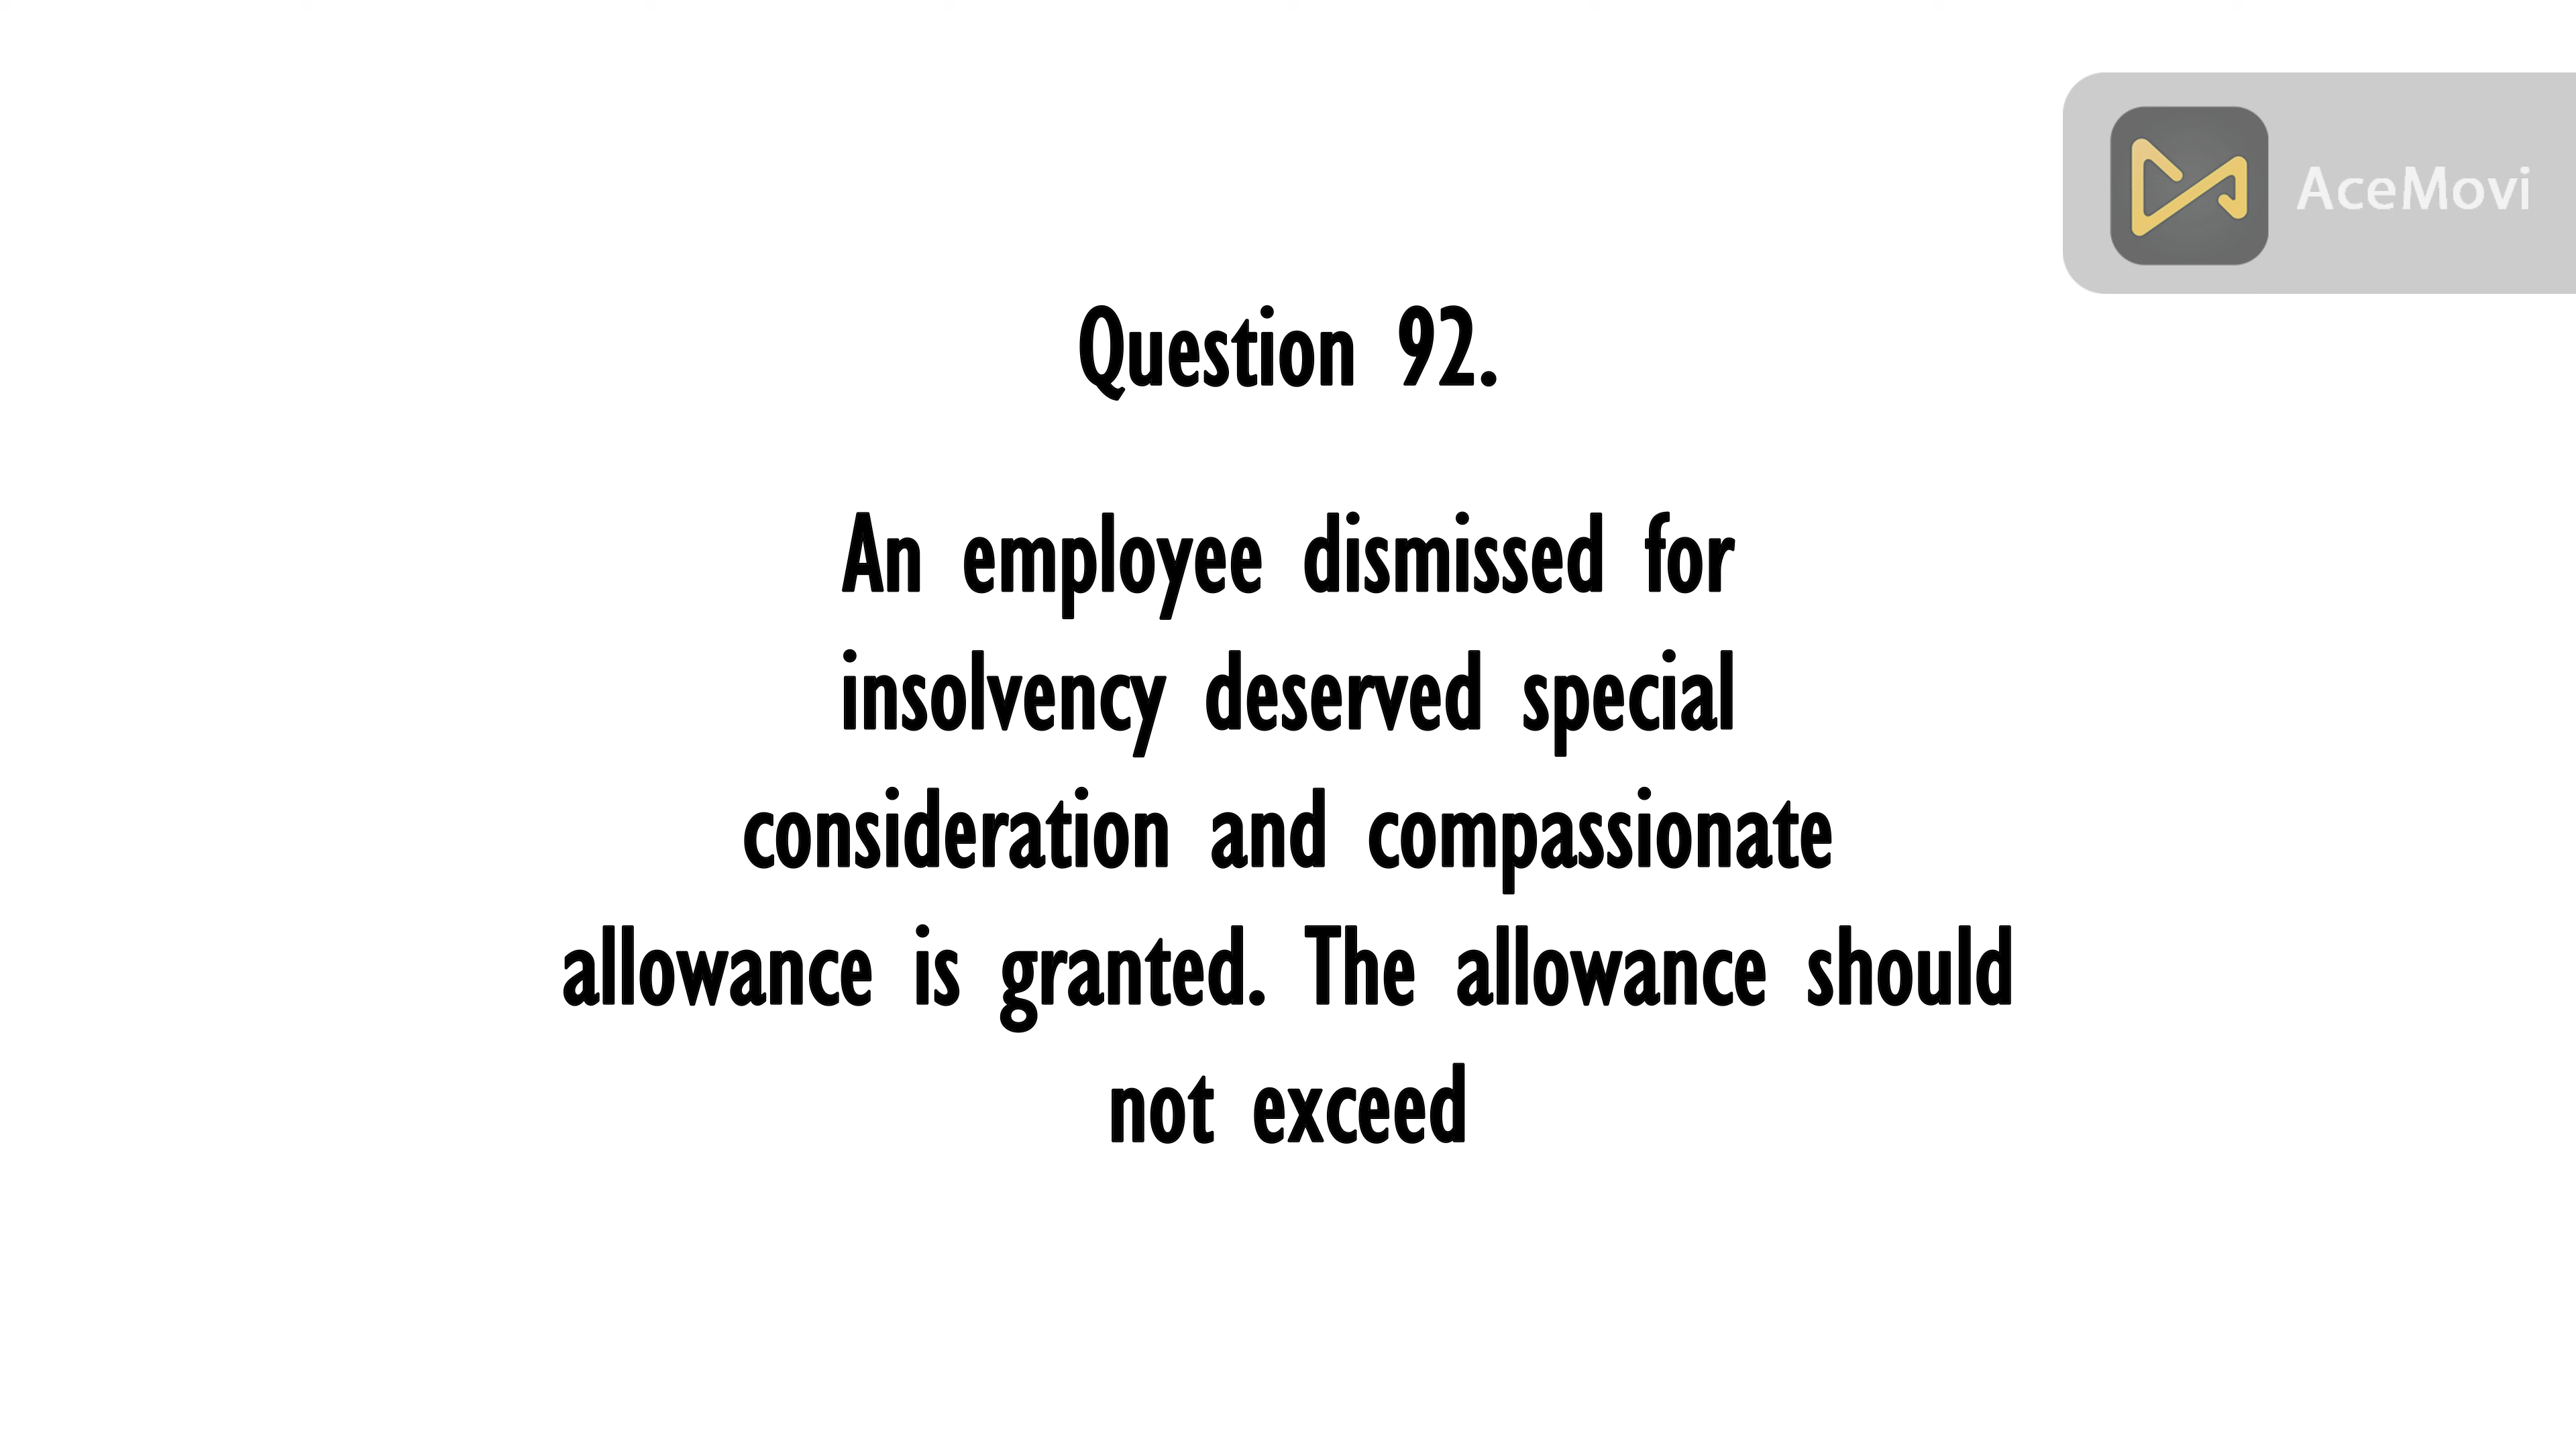 AceMovi
Question 92.
An employee dismissed for
insolvency deserved special
consideration and compassionate
allowance is granted. The allowance should
not exceed